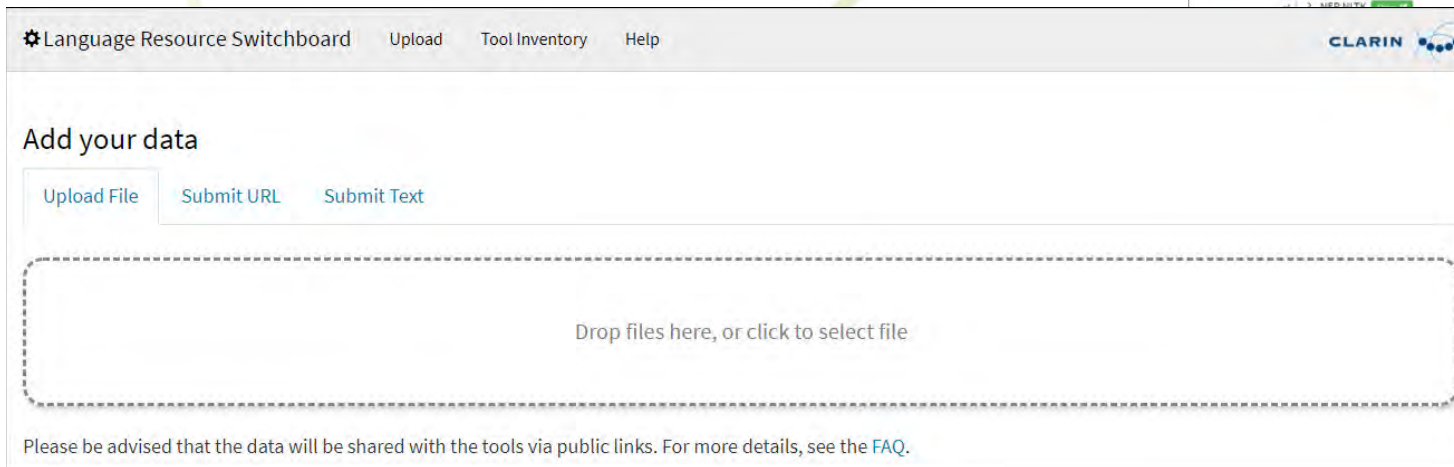 Language Resource Switchboard Upload Tool Inventory Help CLARIN
Add your data
Upload File Submit URL Submit Text
Drop files here, or click to select file
Please be advised that the data will be shared with the tools via public links. For more details, see the FAQ.